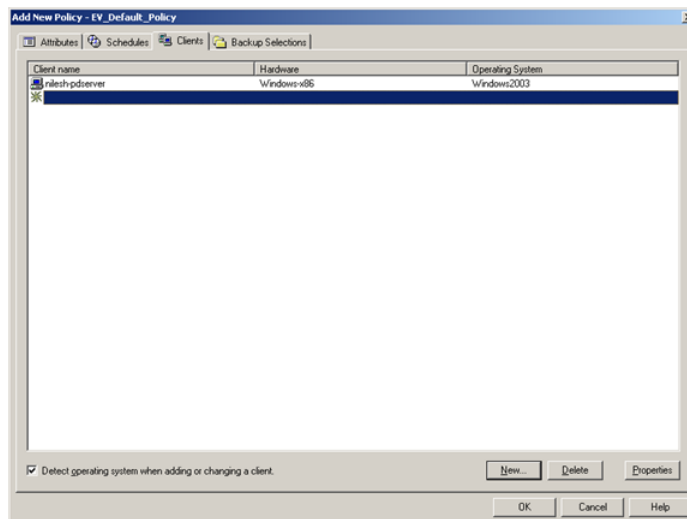 Add New Policy - EV_Default_Policy
Attributes Schedules Clients Backup Selections
Client name Hardware Operating System
nilesh-pdserver Windows-x86 Windows2003
Detect operating system when adding or changing a client.
New... Delete Properties
OK Cancel Help